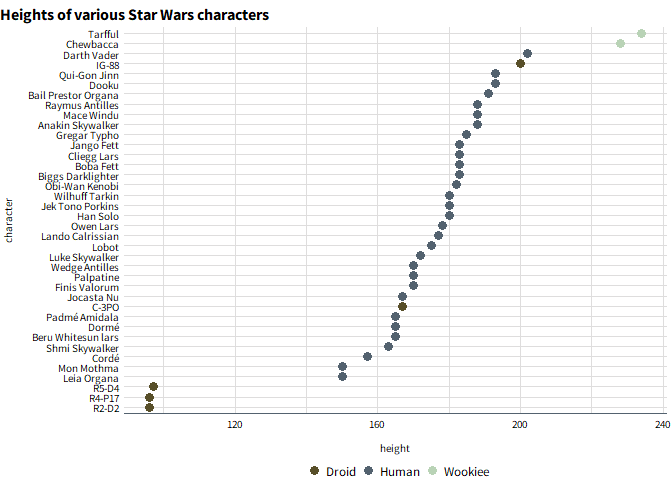 Heights of various Star Wars characters
Tarfful
Chewbacca
Darth Vader
IG-88
Qui-Gon Jinn
Dooku
Bail Prestor Organa
Raymus Antilles
Mace Windu
Anakin Skywalker
Gregar Typho
Jango Fett
Cliegg Lars
Boba Fett
Biggs Darklighter
Obi-Wan Kenobi
Wilhuff Tarkin
Jek Tono Porkins
Han Solo
Owen Lars
Lando Calrissian
Lobot
Luke Skywalker
Wedge Antilles
Palpatine
Finis Valorum
Jocasta Nu
C-3PO
Padmé Amidala
Dormé
Beru Whitesun lars
Shmi Skywalker
Cordé
Mon Mothma
Leia Organa
R5-D4
R4-P17
R2-D2
character
120 160 200 240
height
Droid Human Wookiee